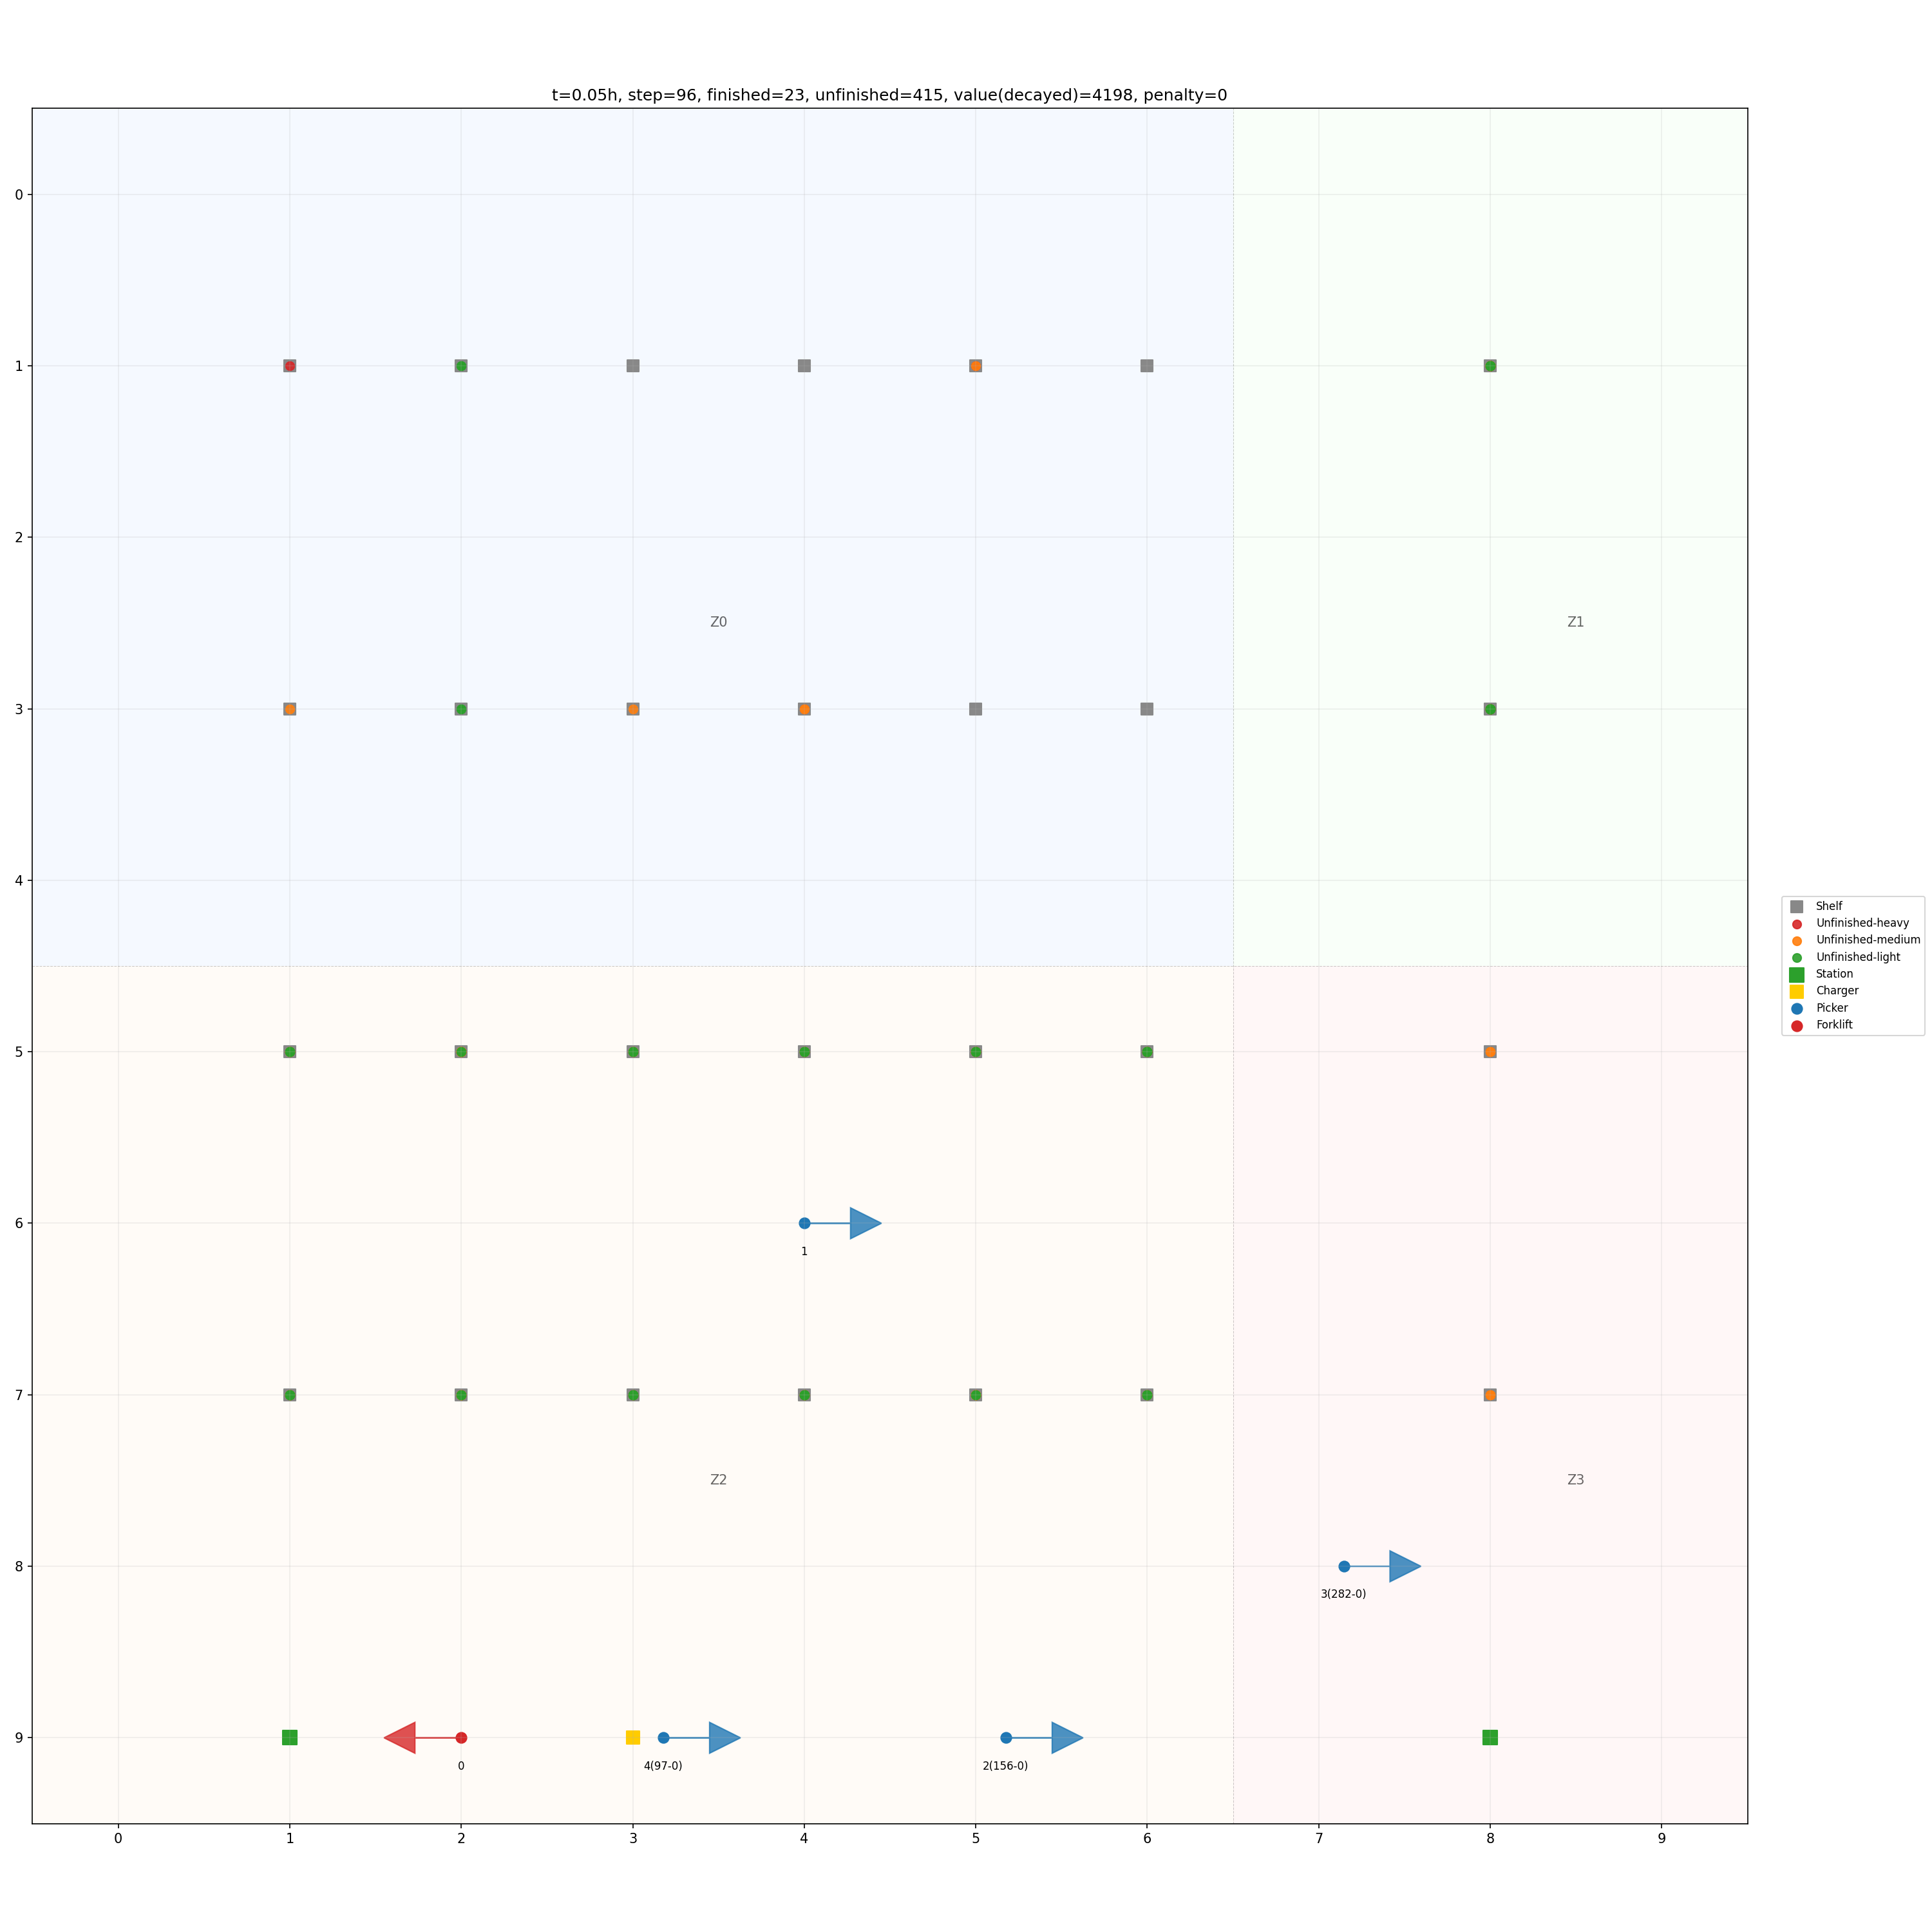 t=0.05h, step=96, finished=23, unfinished=415, value(decayed)=4198, penalty=0
0
1
2
Z0
Z1
3
4
Shelf
Unfinished-heavy
Unfinished-medium
Unfinished-light
Station
Charger
Picker
Forklift
5
6
1
7
Z2
Z3
8
3(282-0)
9
0
4(97-0)
2(156-0)
0 1 2 3 4 5 6 7 8 9